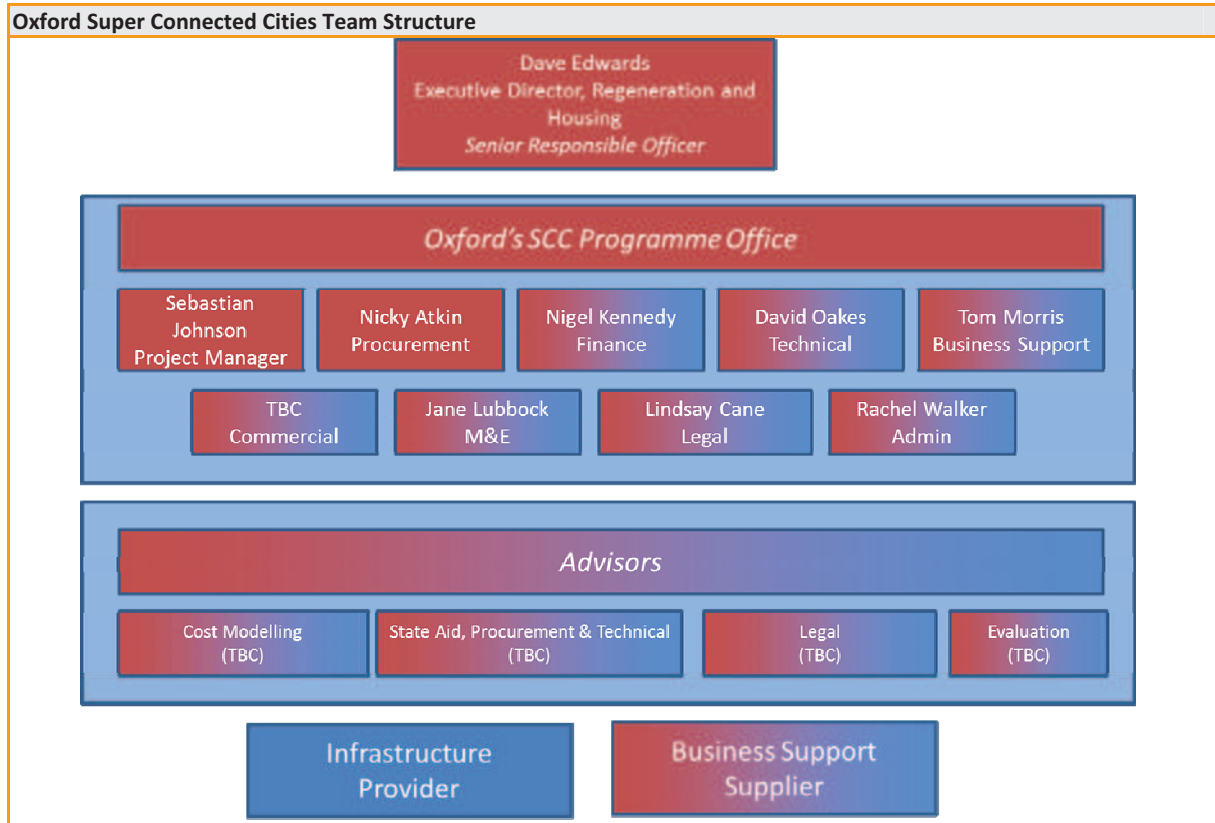 Oxford Super Connected Cities Team Structure
Dave Edwards
Executive Director, Regeneration and
Housing
Senior Responsible Officer
Oxford's SCC Programme Office
Sebastian
Johnson
Project Manager
Nicky Atkin
Procurement
Nigel Kennedy
Finance
David Oakes
Technical
Tom Morris
Business Support
TBC
Commercial
Jane Lubbock
M&E
Lindsay Cane
Legal
Rachel Walker
Admin
Advisors
Cost Modelling
(TBC)
State Aid, Procurement & Technical
(TBC)
Legal
(TBC)
Evaluation
(TBC)
Infrastructure
Provider
Business Support
Supplier